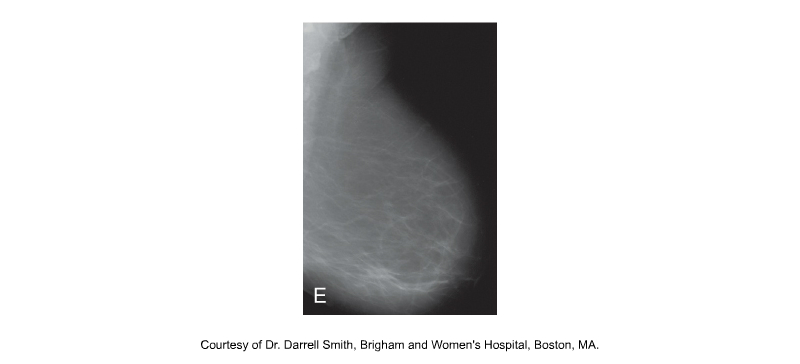 E
Courtesy of Dr. Darrell Smith, Brigham and Women's Hospital, Boston, MA.